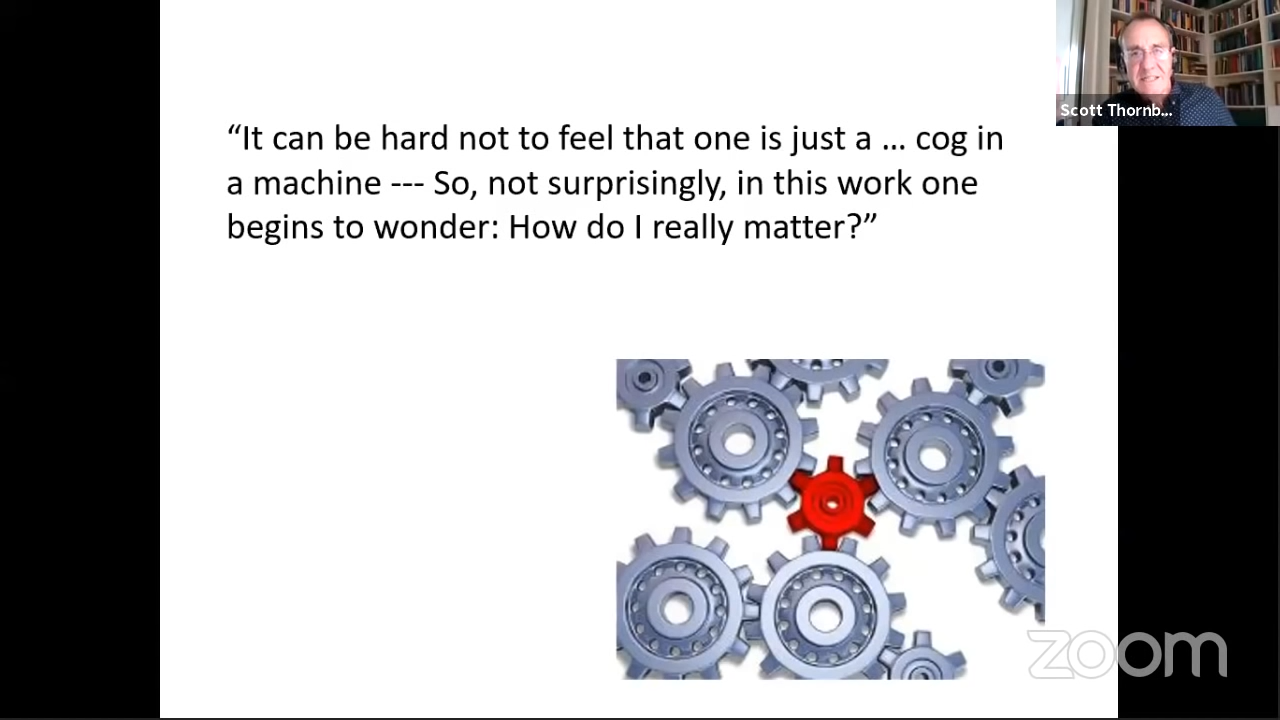 Scott Thornb...
“It can be hard not to feel that one is just a ... cog in
a machine --- So, not surprisingly, in this work one
begins to wonder: How do I really matter?”
zoom